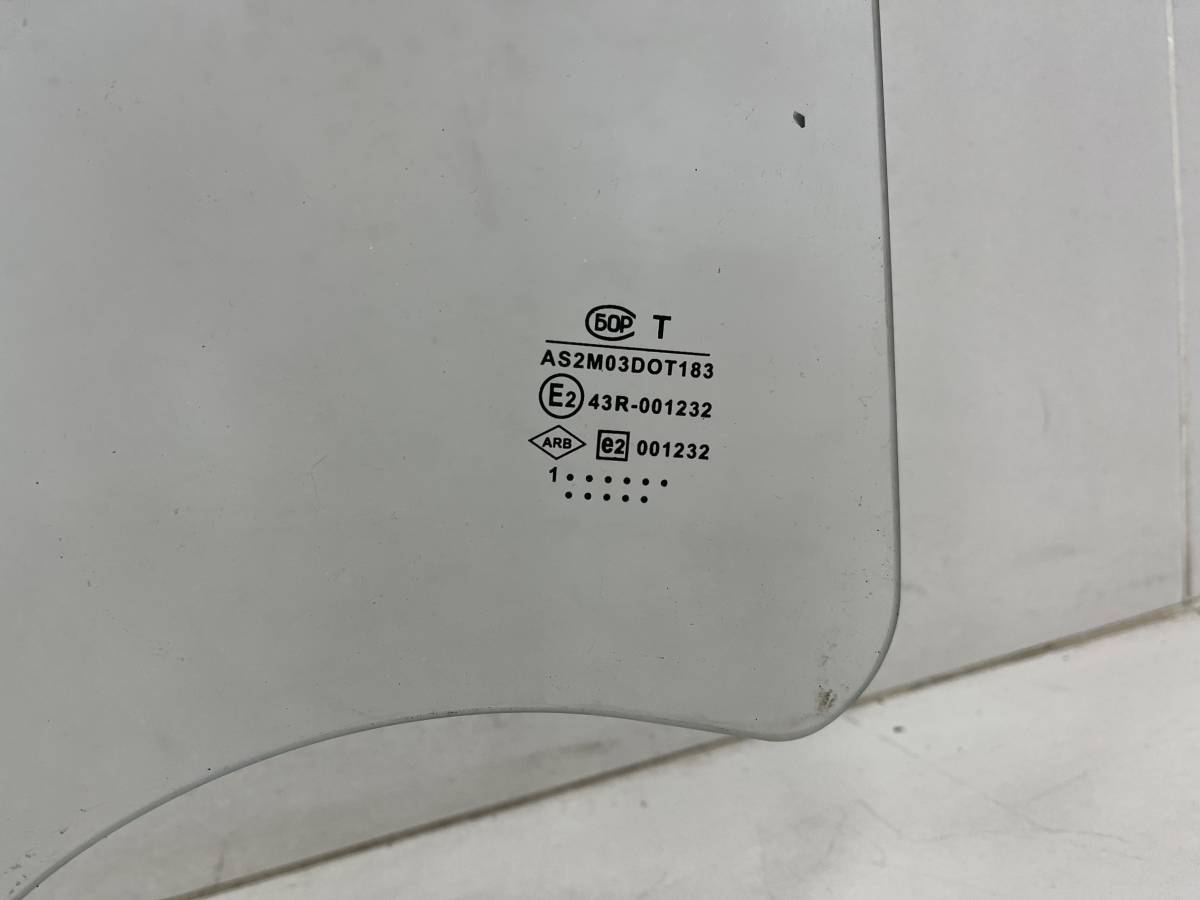 БОР T
AS2M03DOT183
E2 43R-001232
ARB e2 001232
1 • • • • • •
• • • • •